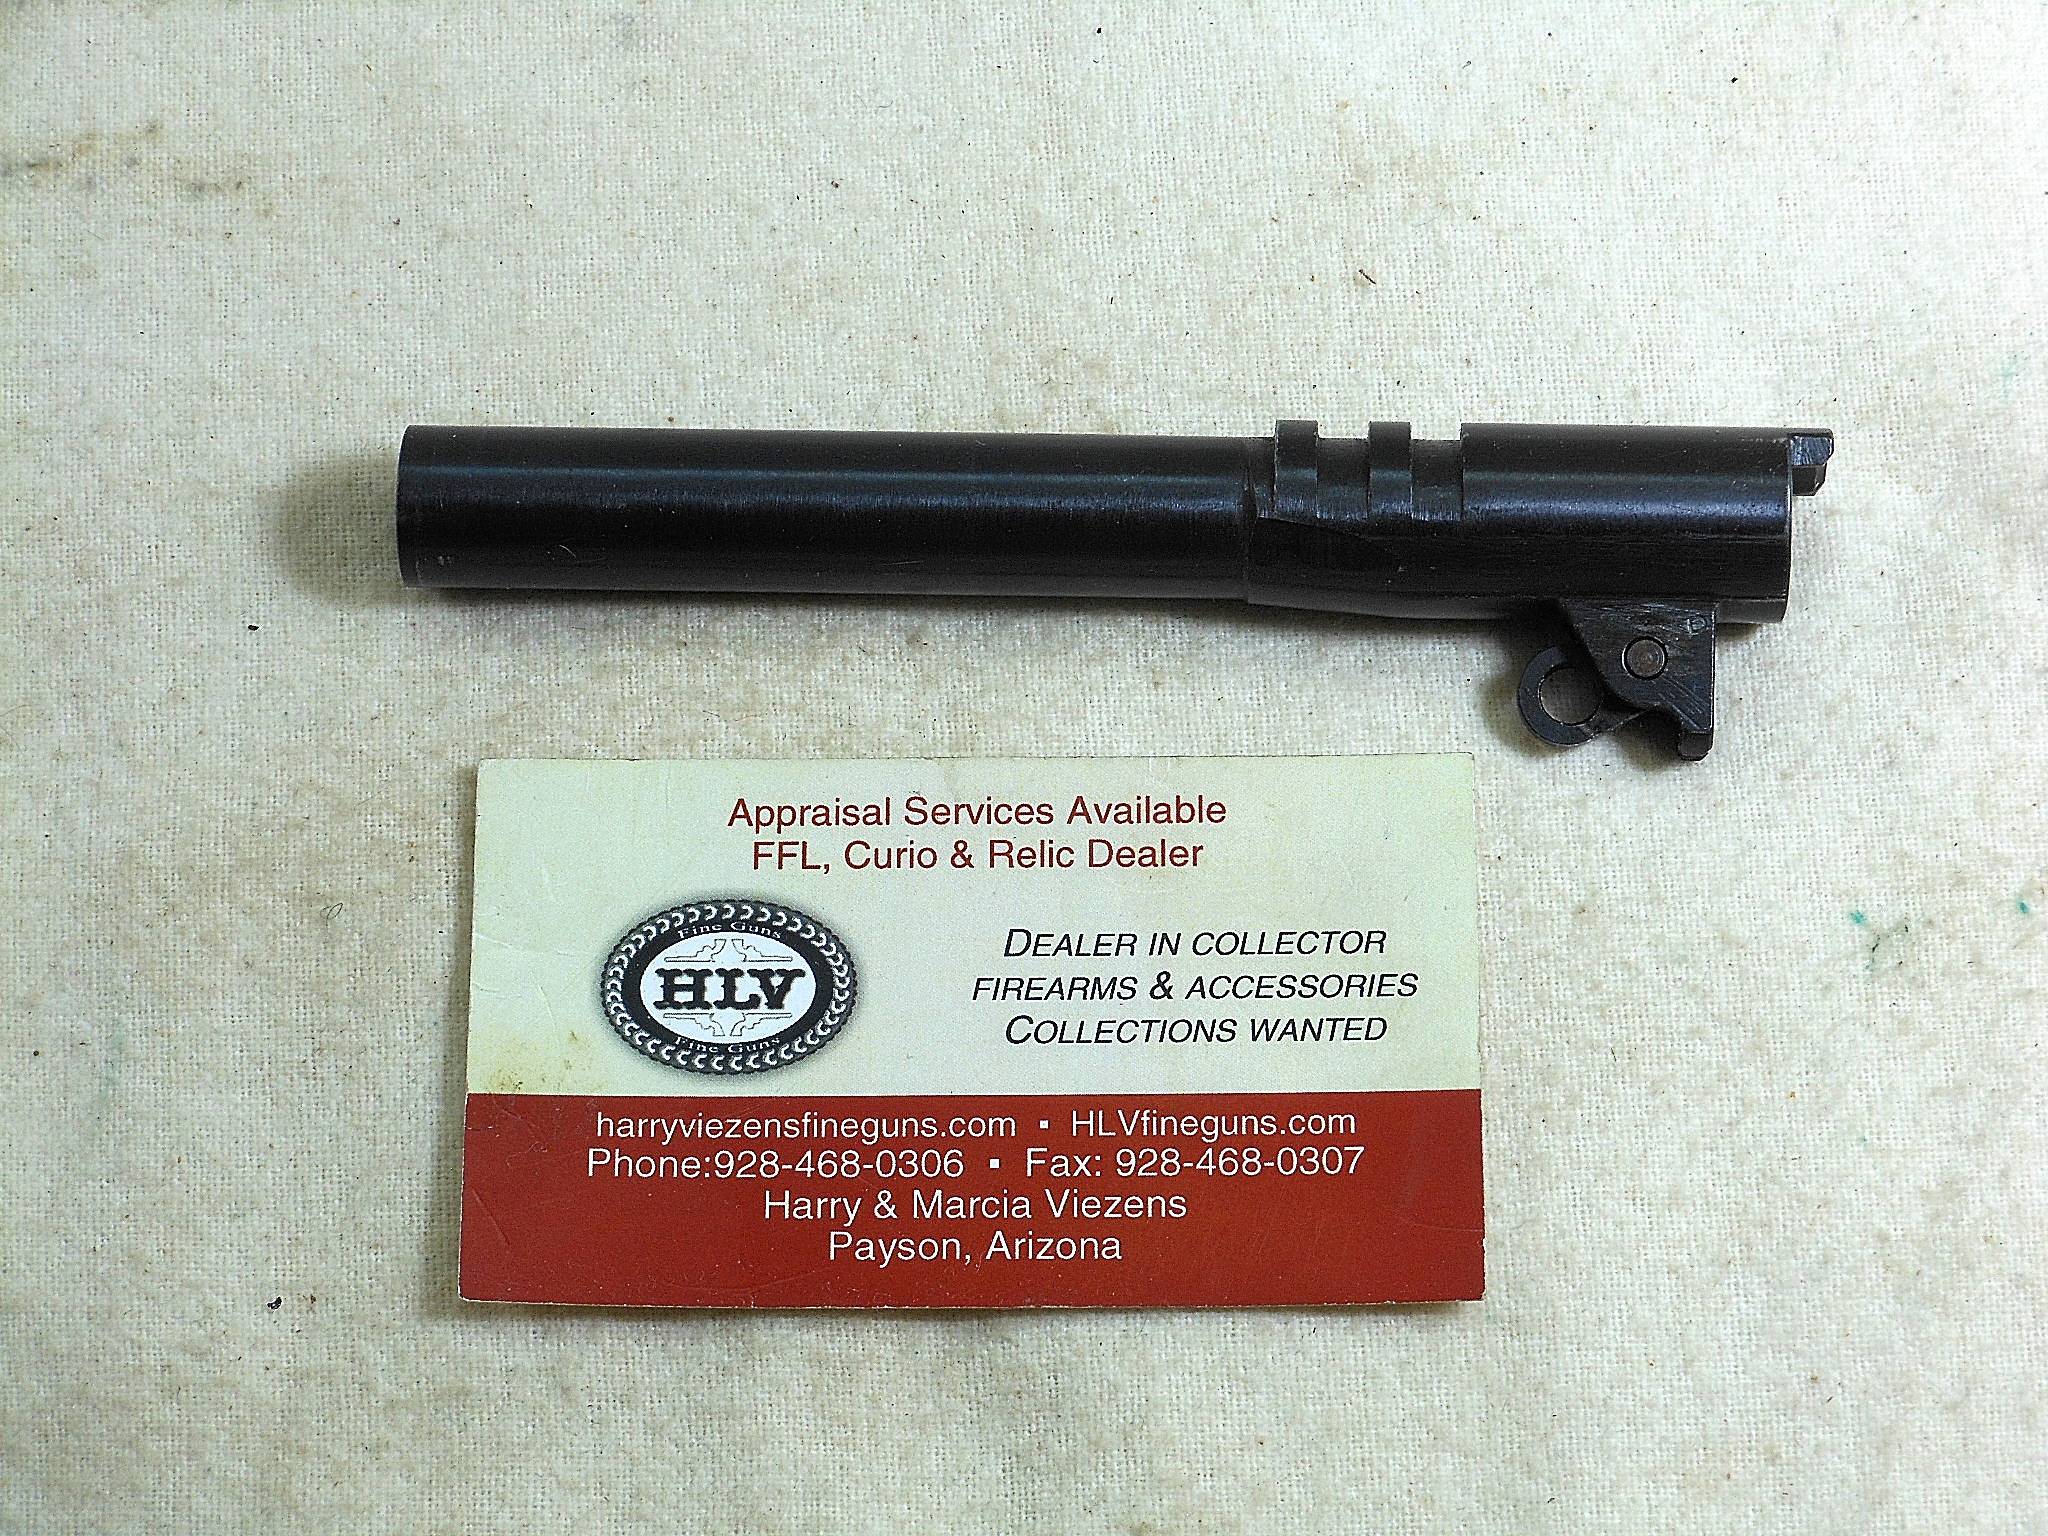 Appraisal Services Available
FFL, Curio & Relic Dealer
Fine Guns
HLV
Fine Guns
DEALER IN COLLECTOR
FIREARMS & ACCESSORIES
COLLECTIONS WANTED
harryviezensfineguns.com ▪ HLVfineguns.com
Phone:928-468-0306 ▪ Fax: 928-468-0307
Harry & Marcia Viezens
Payson, Arizona